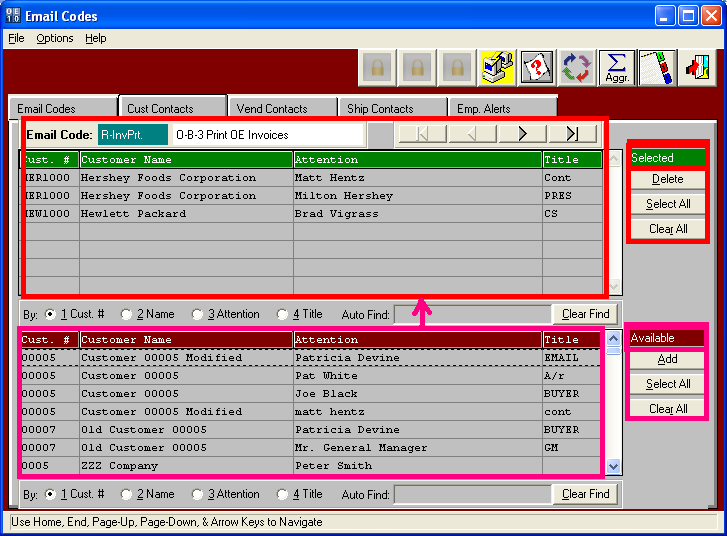 OE
10
Email Codes
File Options Help
Σ
Aggr.
Email Codes Cust Contacts Vend Contacts Ship Contacts Emp. Alerts
Email Code: R-InvPrt. O-B-3 Print OE Invoices
Cust. # Customer Name Attention Title
HER1000 Hershey Foods Corporation Matt Hentz Cont
HER1000 Hershey Foods Corporation Milton Hershey PRES
HEW1000 Hewlett Packard Brad Vigrass CS
Selected
Delete
Select All
Clear All
By: 1 Cust. # 2 Name 3 Attention 4 Title Auto Find: Clear Find
Cust. # Customer Name Attention Title
00005 Customer 00005 Modified Patricia Devine EMAIL
00005 Customer 00005 Pat White A/r
00005 Customer 00005 Joe Black BUYER
00005 Customer 00005 Modified matt hentz cont
00007 Old Customer 00005 Patricia Devine BUYER
00007 Old Customer 00005 Mr. General Manager GM
0005 ZZZ Company Peter Smith
Available
Add
Select All
Clear All
By: 1 Cust. # 2 Name 3 Attention 4 Title Auto Find: Clear Find
Use Home, End, Page-Up, Page-Down, & Arrow Keys to Navigate